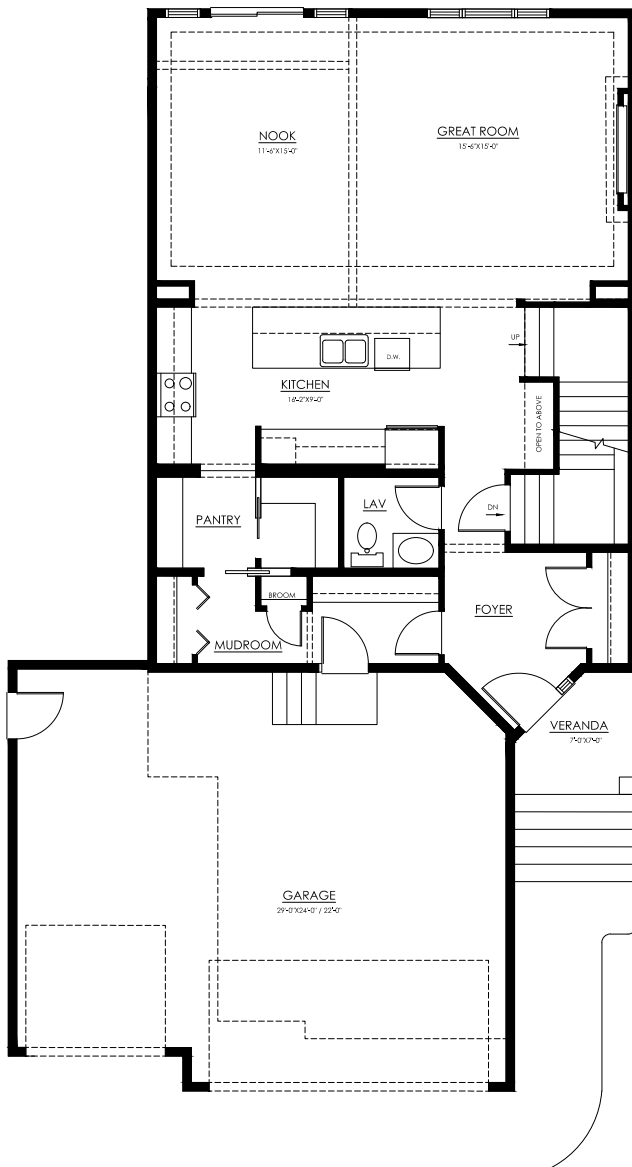 NOOK
11'-6"X15'-0"
GREAT ROOM
15'-6"X15'-0"
UP
D.W.
KITCHEN
16'-2"X9'-0"
OPEN TO ABOVE
LAV
PANTRY
DN
BROOM
FOYER
MUDROOM
VERANDA
7'-0"X7'-0"
GARAGE
29'-0"X24'-0" / 22'-0"